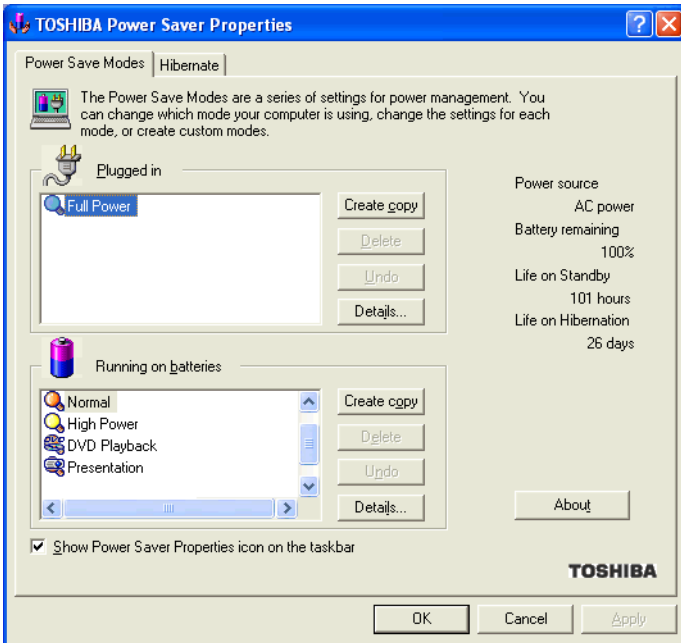 TOSHIBA Power Saver Properties
Power Save Modes
Hibernate
The Power Save Modes are a series of settings for power management. You
can change which mode your computer is using, change the settings for each
mode, or create custom modes.
Plugged in
Full Power
Create copy
Delete
Undo
Details...
Power source
AC power
Battery remaining
100%
Life on Standby
101 hours
Life on Hibernation
26 days
Running on batteries
Normal
High Power
DVD Playback
Presentation
Create copy
Delete
Undo
Details...
About
Show Power Saver Properties icon on the taskbar
TOSHIBA
OK
Cancel
Apply